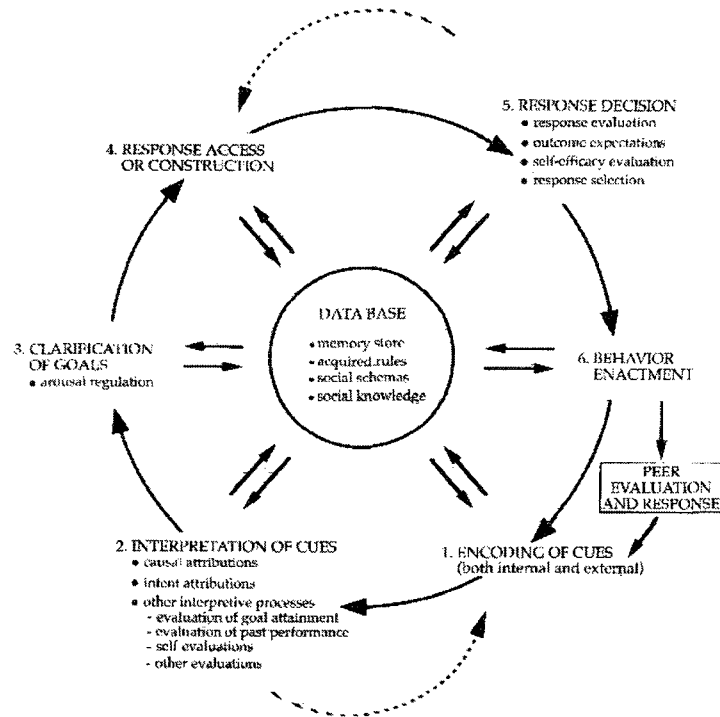 5. RESPONSE DECISION
• response evaluation
• outcome expectations
• self-efficacy evaluation
• response selection
4. RESPONSE ACCESS
OR CONSTRUCTION
DATA BASE
• memory store
• acquired rules
• social schemas
• social knowledge
3. CLARIFICATION
OF GOALS
• arousal regulation
6. BEHAVIOR
ENACTMENT
PEER
EVALUATION
AND RESPONSE
2. INTERPRETATION OF CUES
• causal attributions
• intent attributions
• other interpretive processes
- evaluation of goal attainment
- evaluation of past performance
- self evaluations
- other evaluations
1. ENCODING OF CUES
(both internal and external)